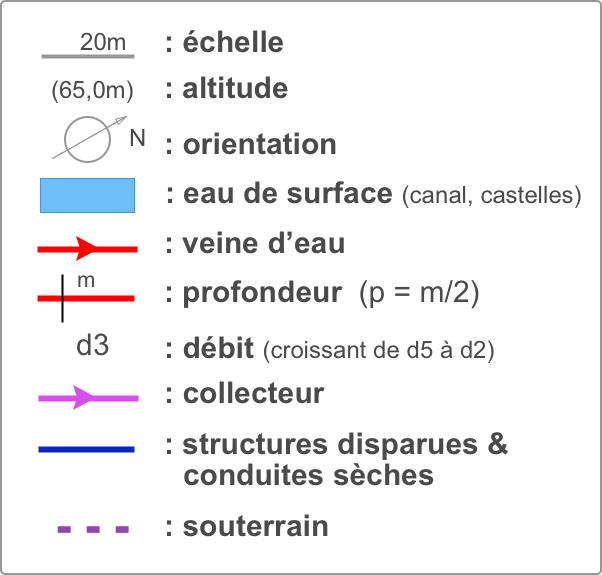 20m : échelle
(65,0m) : altitude
N : orientation
: eau de surface (canal, castelles)
: veine d’eau
m : profondeur (p = m/2)
d3 : débit (croissant de d5 à d2)
: collecteur
: structures disparues &
conduites sèches
: souterrain